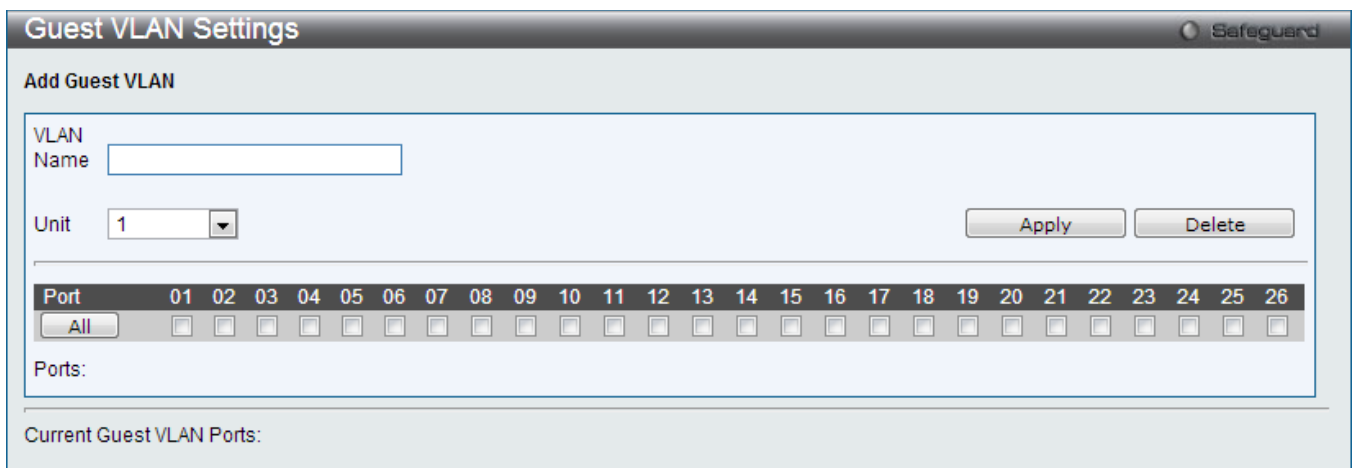 Guest VLAN Settings
Safeguard
Add Guest VLAN
VLAN
Name
Unit 1 Apply Delete
Port 01 02 03 04 05 06 07 08 09 10 11 12 13 14 15 16 17 18 19 20 21 22 23 24 25 26
All
Ports:
Current Guest VLAN Ports: